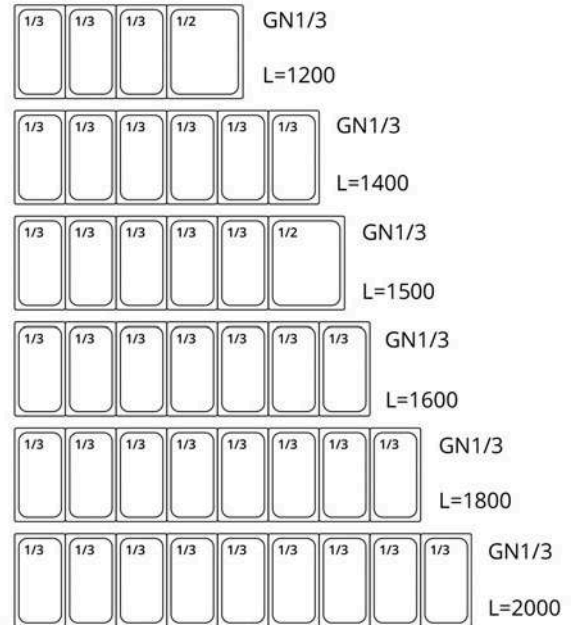 1/3 1/3 1/3 1/2 GN1/3
L=1200
1/3 1/3 1/3 1/3 1/3 1/3 GN1/3
L=1400
1/3 1/3 1/3 1/3 1/3 1/2 GN1/3
L=1500
1/3 1/3 1/3 1/3 1/3 1/3 1/3 GN1/3
L=1600
1/3 1/3 1/3 1/3 1/3 1/3 1/3 1/3 GN1/3
L=1800
1/3 1/3 1/3 1/3 1/3 1/3 1/3 1/3 1/3 GN1/3
L=2000